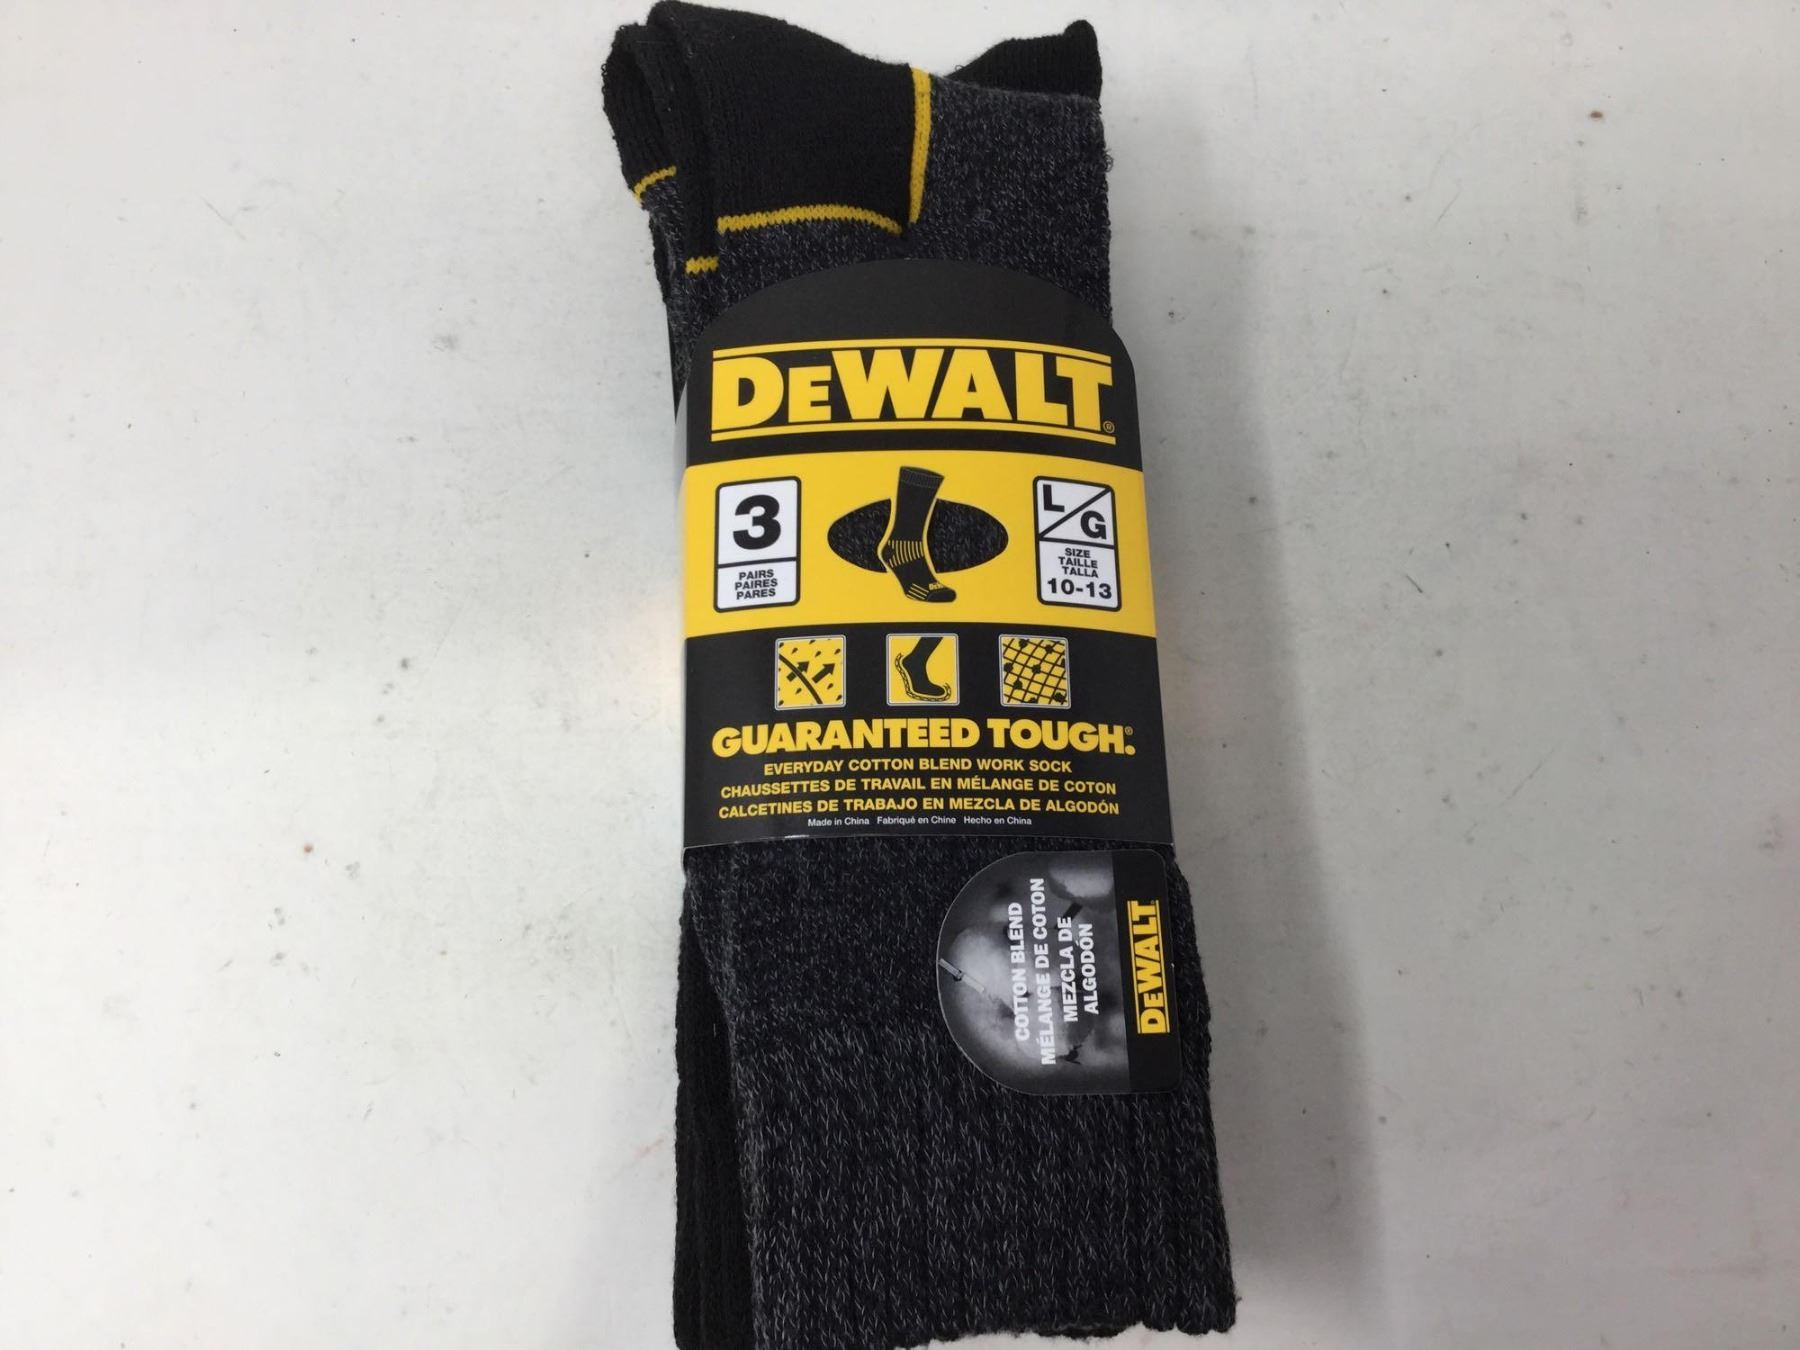 DEWALT®
3
PAIRS
PAIRES
PARES
L/G
SIZE
TAILLE
TALLA
10-13
GUARANTEED TOUGH®.
EVERYDAY COTTON BLEND WORK SOCK
CHAUSSETTES DE TRAVAIL EN MÉLANGE DE COTON
CALCETINES DE TRABAJO EN MEZCLA DE ALGODÓN
Made in China Fabriqué en Chine Hecho en China
COTTON BLEND
MÉLANGE DE COTON
MEZCLA DE
ALGODÓN
DEWALT